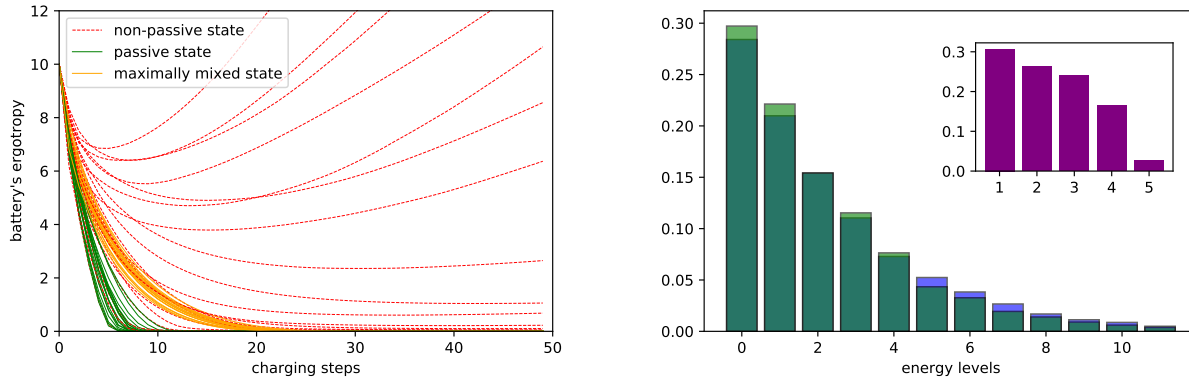 12
10
8
6
4
2
0
battery's ergotropy
non-passive state
passive state
maximally mixed state
0 10 20 30 40 50
charging steps
0.30
0.25
0.20
0.15
0.10
0.05
0.00
0.3
0.2
0.1
0.0
1 2 3 4 5
0 2 4 6 8 10
energy levels